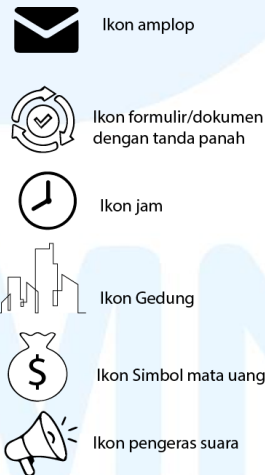 Ikon amplop
Ikon formulir/dokumen
dengan tanda panah
Ikon jam
Ikon Gedung
$
Ikon Simbol mata uang
Ikon pengeras suara